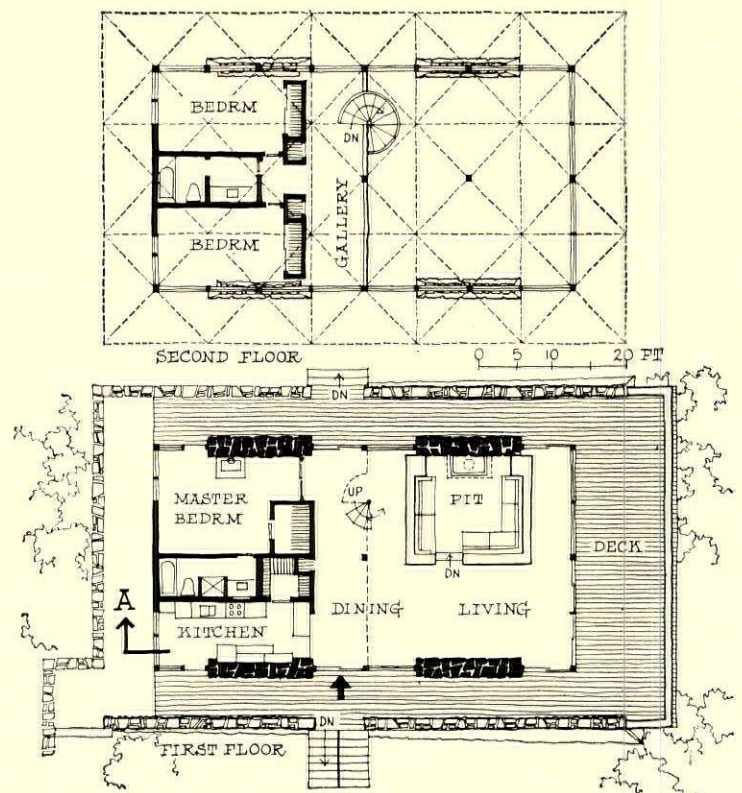 BEDRM
DN
GALLERY
BEDRM
SECOND FLOOR
0 5 10 20 FT
DN
MASTER
BEDRM
UP
PIT
DECK
DN
A
DINING
LIVING
KITCHEN
DN
FIRST FLOOR